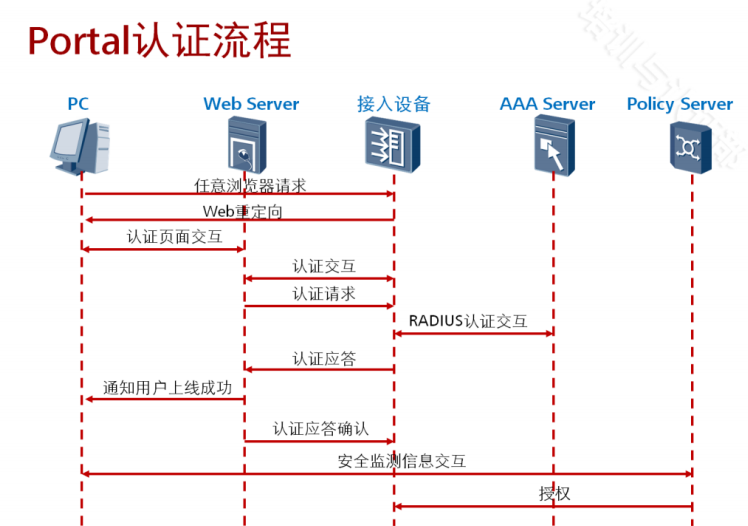 Portal认证流程
PC
Web Server
接入设备
AAA Server
Policy Server
任意浏览器请求
Web重定向
认证页面交互
认证交互
认证请求
RADIUS认证交互
认证应答
通知用户上线成功
认证应答确认
安全监测信息交互
授权